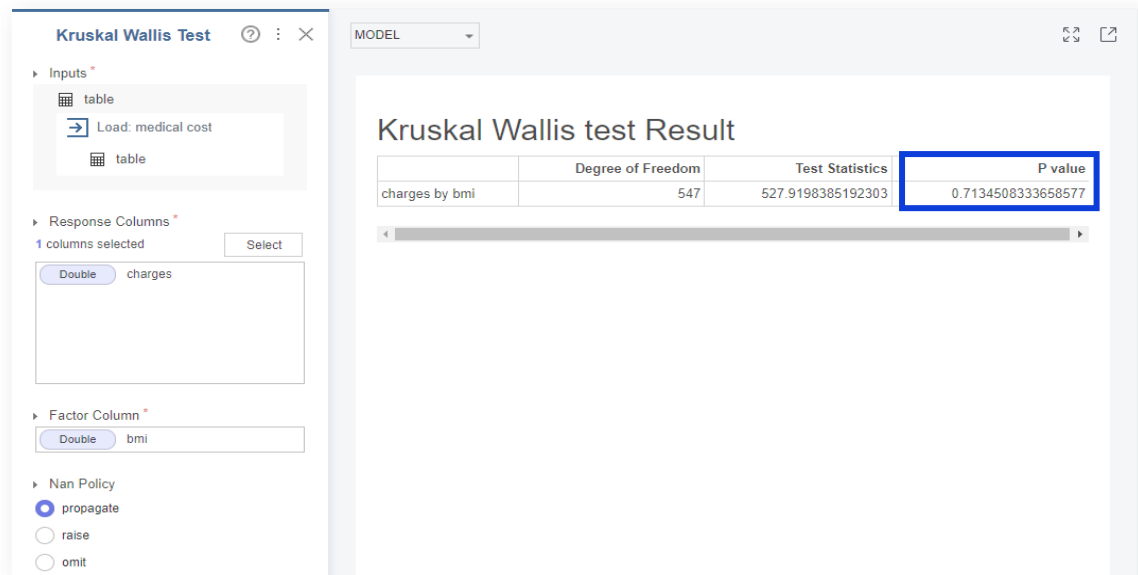 Kruskal Wallis Test
Inputs *
table
Load: medical cost
table
Response Columns *
1 columns selected
Select
Double charges
Factor Column *
Double bmi
Nan Policy
propagate
raise
omit
MODEL
Kruskal Wallis test Result
Degree of Freedom Test Statistics P value
charges by bmi 547 527.9198385192303 0.7134508333658577